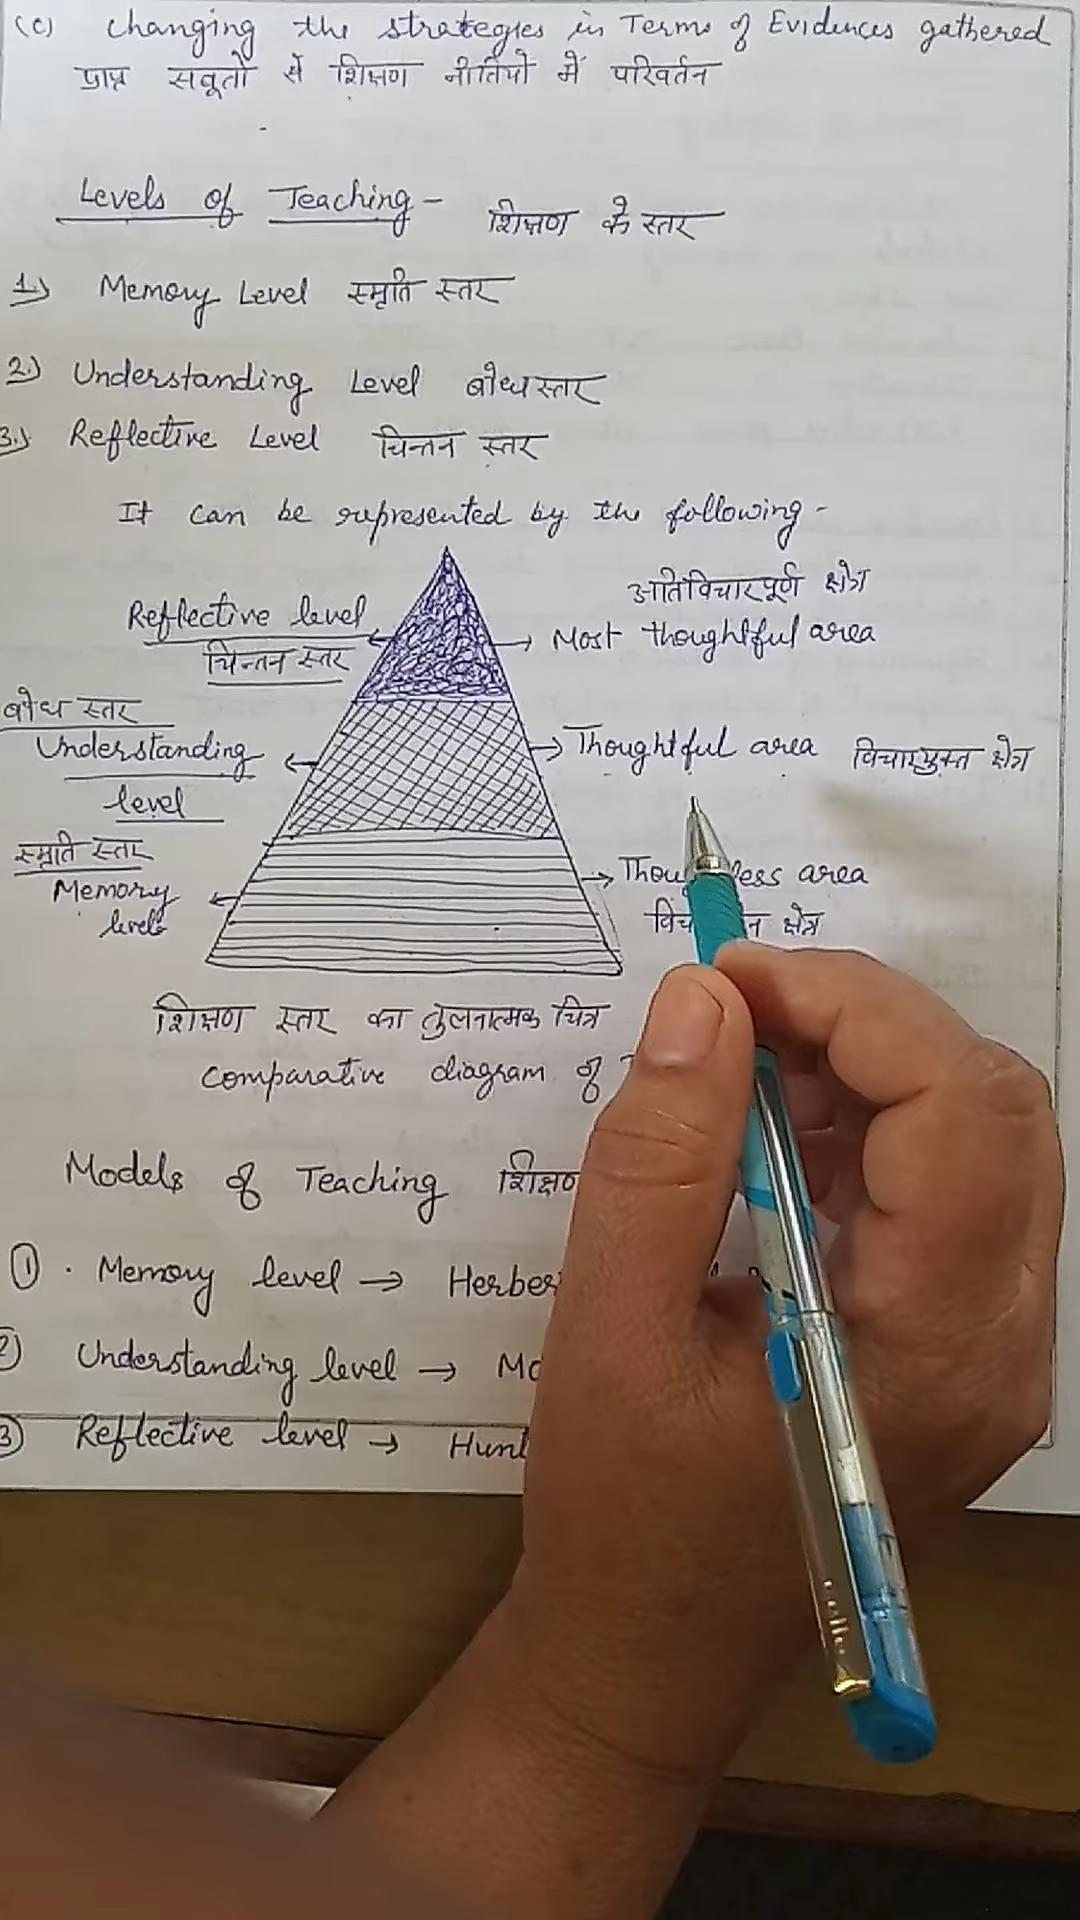 (c) Changing the strategies in Terms of Evidences gathered
प्राप्त सबूतों से शिक्षण नीतियों में परिवर्तन
Levels of Teaching - शिक्षण के स्तर
1.) Memory Level स्मृति स्तर
2.) Understanding Level बोध स्तर
3.) Reflective Level चिन्तन स्तर
It can be represented by the following -
अतिविचारपूर्ण क्षेत्र
Reflective level → Most thoughtful area
चिन्तन स्तर
बोध स्तर
Understanding → Thoughtful area विचारयुक्त क्षेत्र
level
स्मृति स्तर
Memory → area
level क्षेत्र
शिक्षण स्तर का तुलनात्मक चित्र
comparative diagram of
Models of Teaching शिक्षण
① . Memory level →
2) Understanding level →
3) Reflective level → Hunt